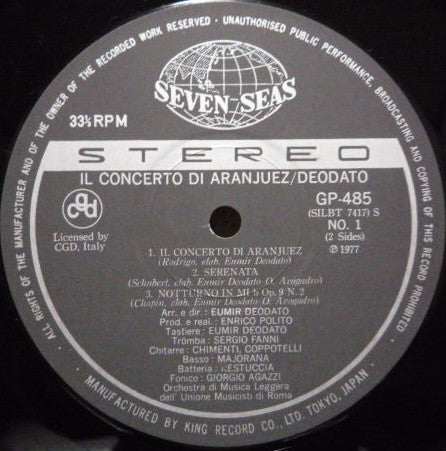 ALL RIGHTS OF THE MANUFACTURER AND OF THE OWNER OF THE RECORDED WORK RESERVED - UNAUTHORISED PUBLIC PERFORMANCE, BROADCASTING AND COPYING OF THIS RECORD PROHIBITED ·
SEVEN-SEAS
33⅓ RPM
STEREO
IL CONCERTO DI ARANJUEZ/DEODATO
cgd
Licensed by
CGD, Italy
GP-485
(SILBT 7417) S
NO. 1
(2 Sides)
Ⓟ 1977
1. IL CONCERTO DI ARANJUEZ
(Rodrigo, elab. Eumir Deodato)
2. SERENATA
(Schubert, elab. Eumir Deodato O. Avogadro)
3. NOTTURNO IN MI♭ Op. 9 N. 2
(Chopin, elab. Eumir Deodato O. Avogadro)
Arr. e dir : EUMIR DEODATO
Prod. e real : ENRICO POLITO
Tastiere : EUMIR DEODATO
Tromba : SERGIO FANNI
Chitarre : CHIMENTI, COPPOTELLI
Basso : MAJORANA
Batteria : RESTUCCIA
Fonico : GIORGIO AGAZZI
Orchestra di Musica Leggera
dell' Unione Musicisti di Roma
MANUFACTURED BY KING RECORD CO., LTD. TOKYO, JAPAN.